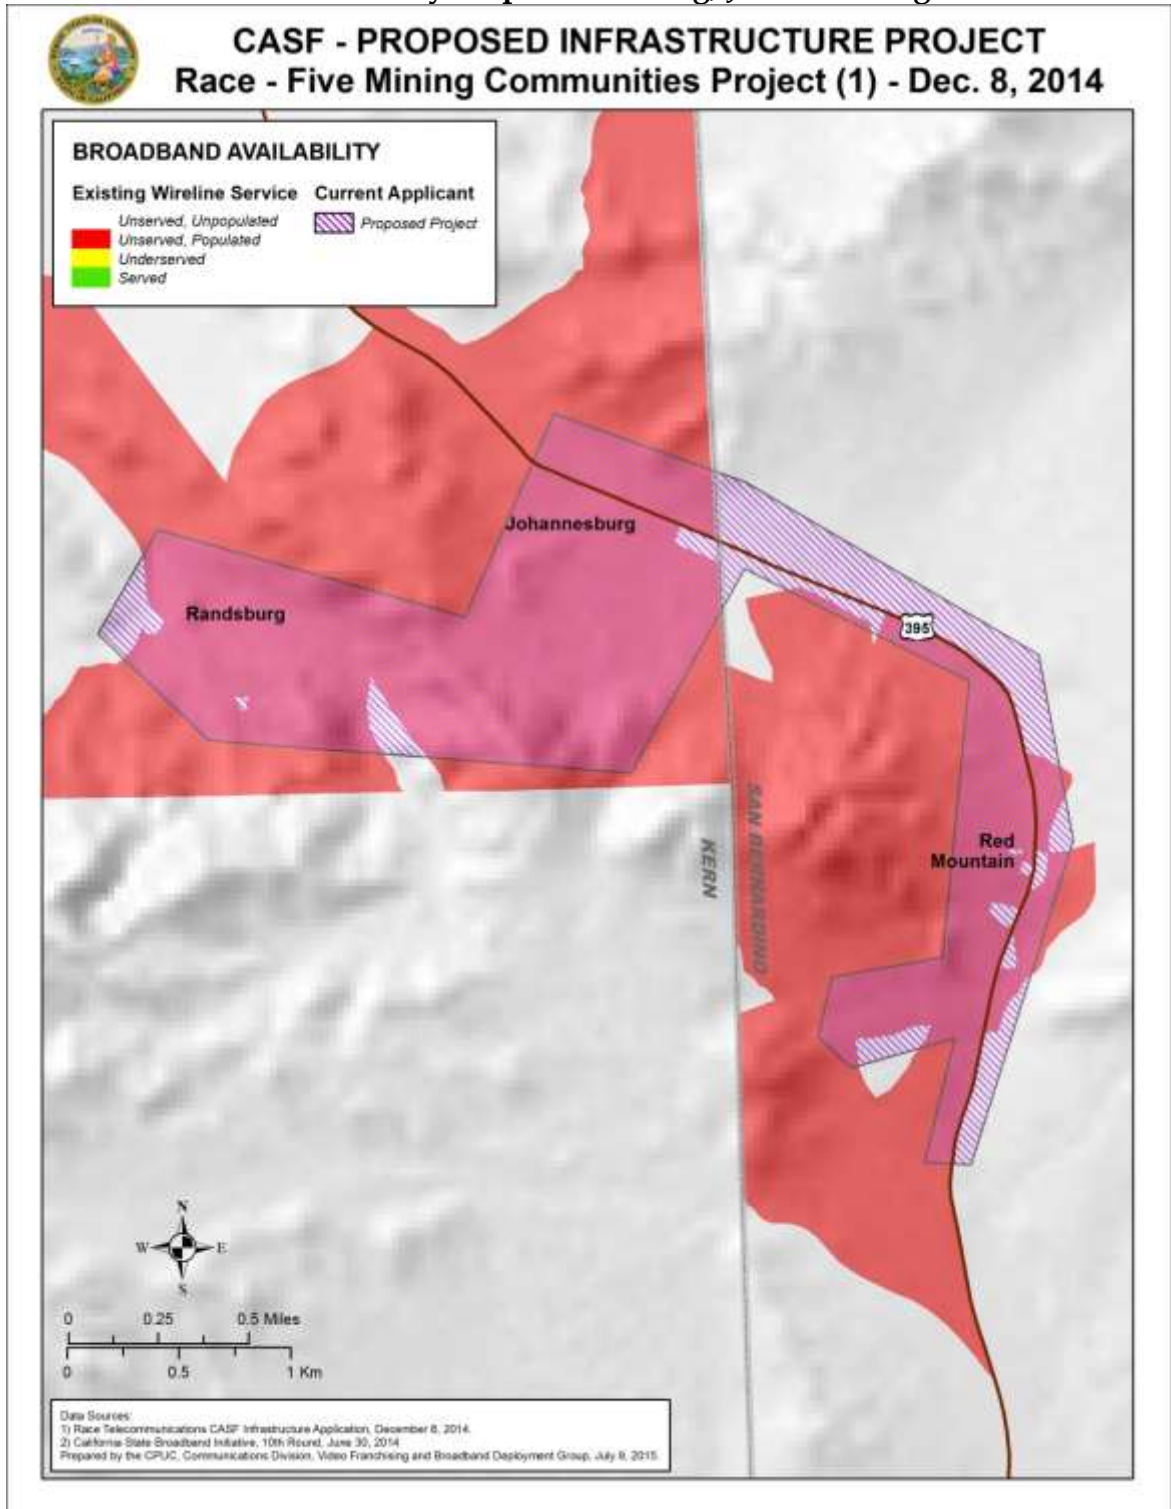 CASF - PROPOSED INFRASTRUCTURE PROJECT
Race - Five Mining Communities Project (1) - Dec. 8, 2014
BROADBAND AVAILABILITY
Existing Wireline Service Current Applicant
Unserved, Unpopulated
Proposed Project
Unserved, Populated
Underserved
Served
Johannesburg
Randsburg
395
Red
Mountain
KERN
SAN BERNARDINO
N
W E
S
0 0.25 0.5 Miles
0 0.5 1 Km
Data Sources:
1) Race Telecommunications CASF Infrastructure Application, December 8, 2014.
2) California State Broadband Initiative, 10th Round, June 30, 2014
Prepared by the CPUC, Communications Division, Video Franchising and Broadband Deployment Group, July 9, 2015.